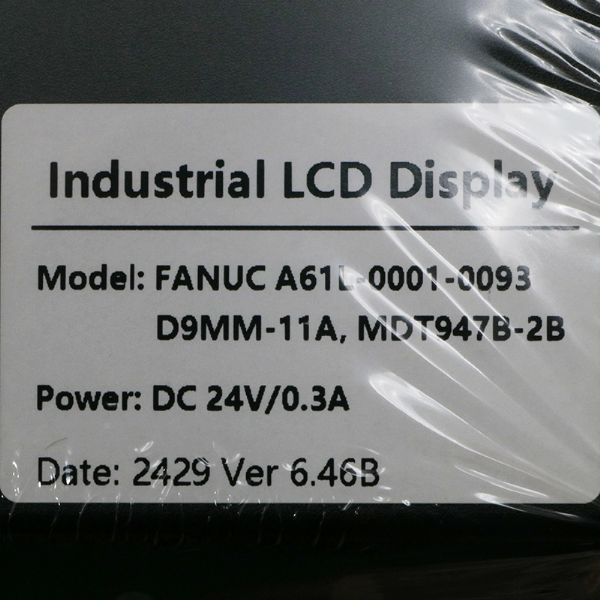 Industrial LCD Display
Model: FANUC A61L-0001-0093
D9MM-11A, MDT947B-2B
Power: DC 24V/0.3A
Date: 2429 Ver 6.46B